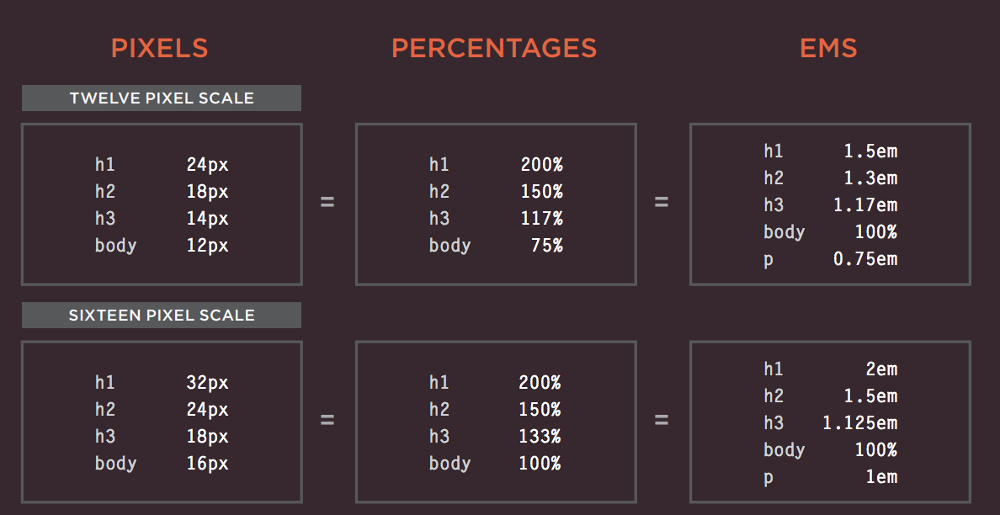 PIXELS PERCENTAGES EMS
TWELVE PIXEL SCALE
h1 24px
h2 18px
h3 14px
body 12px
=
h1 200%
h2 150%
h3 117%
body 75%
=
h1 1.5em
h2 1.3em
h3 1.17em
body 100%
p 0.75em
SIXTEEN PIXEL SCALE
h1 32px
h2 24px
h3 18px
body 16px
=
h1 200%
h2 150%
h3 133%
body 100%
=
h1 2em
h2 1.5em
h3 1.125em
body 100%
p 1em